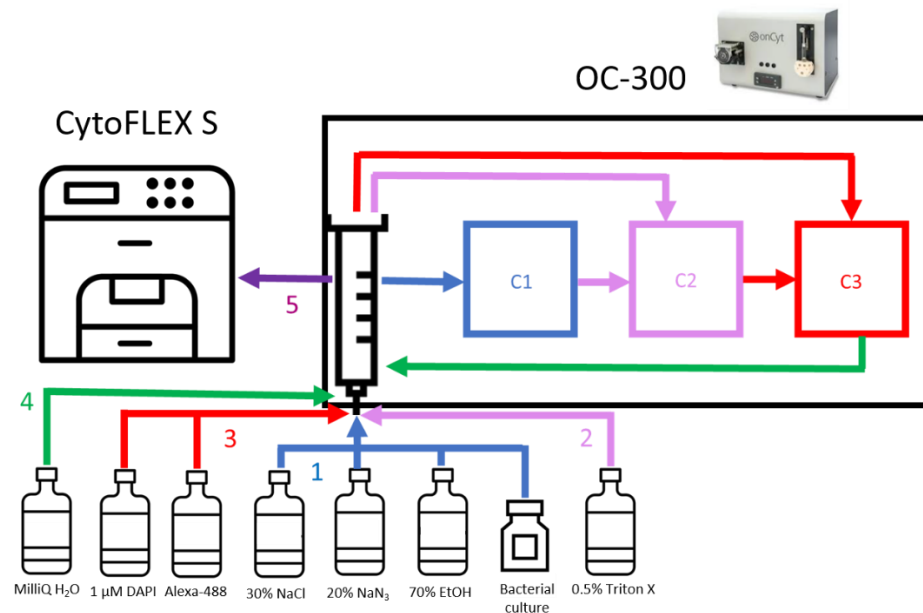 onCyt
OC-300
CytoFLEX S
C1
C2
C3
5
4
3
1
2
MilliQ H₂O
1 µM DAPI
Alexa-488
30% NaCl
20% NaN₃
70% EtOH
Bacterial
culture
0.5% Triton X